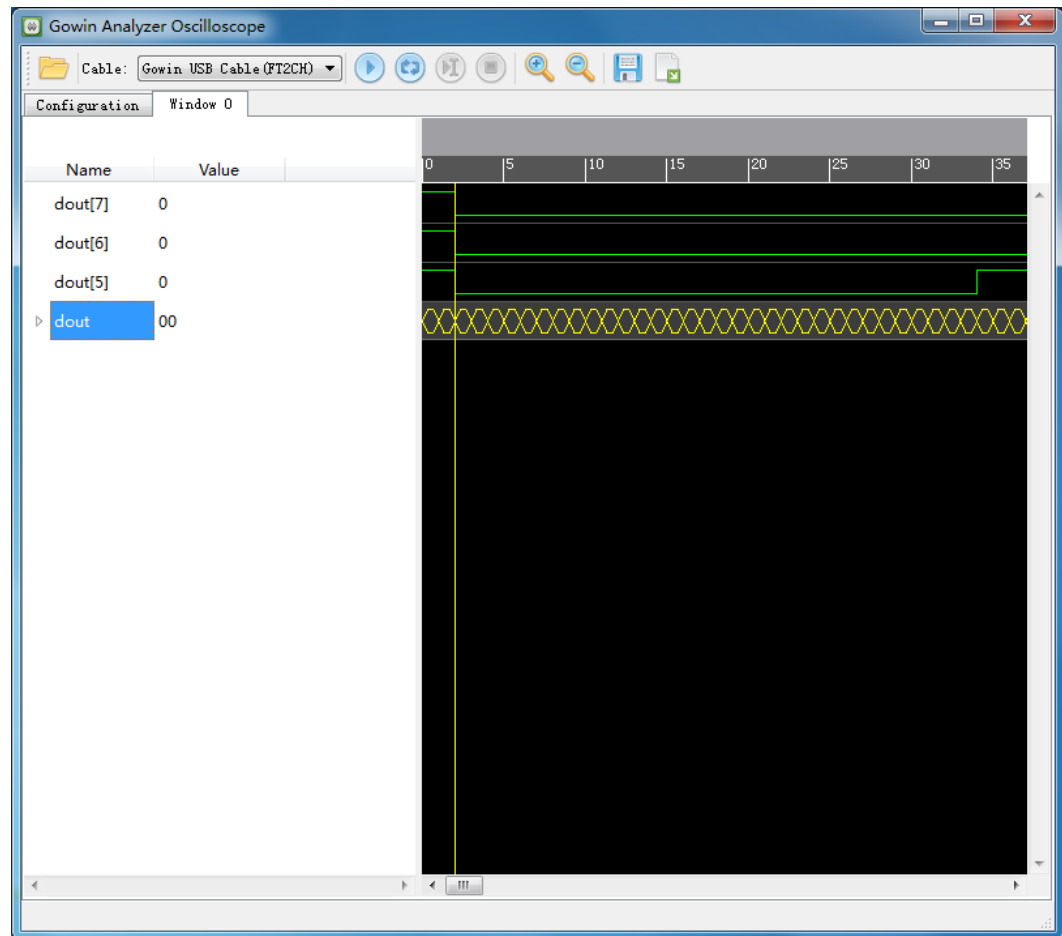 Gowin Analyzer Oscilloscope
Cable: Gowin USB Cable(FT2CH)
Configuration Window 0
Name Value
0 5 10 15 20 25 30 35
dout[7] 0
dout[6] 0
dout[5] 0
dout 00